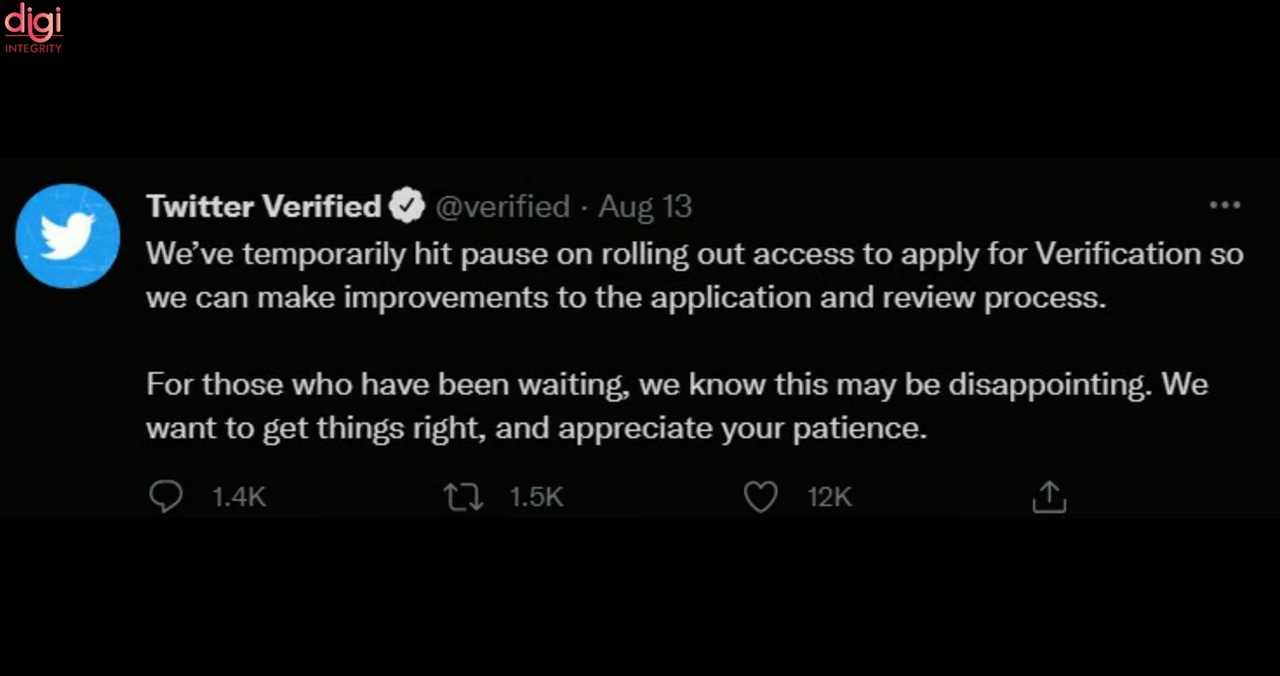 digi
INTEGRITY
Twitter Verified @verified · Aug 13
We’ve temporarily hit pause on rolling out access to apply for Verification so
we can make improvements to the application and review process.
For those who have been waiting, we know this may be disappointing. We
want to get things right, and appreciate your patience.
1.4K 1.5K 12K